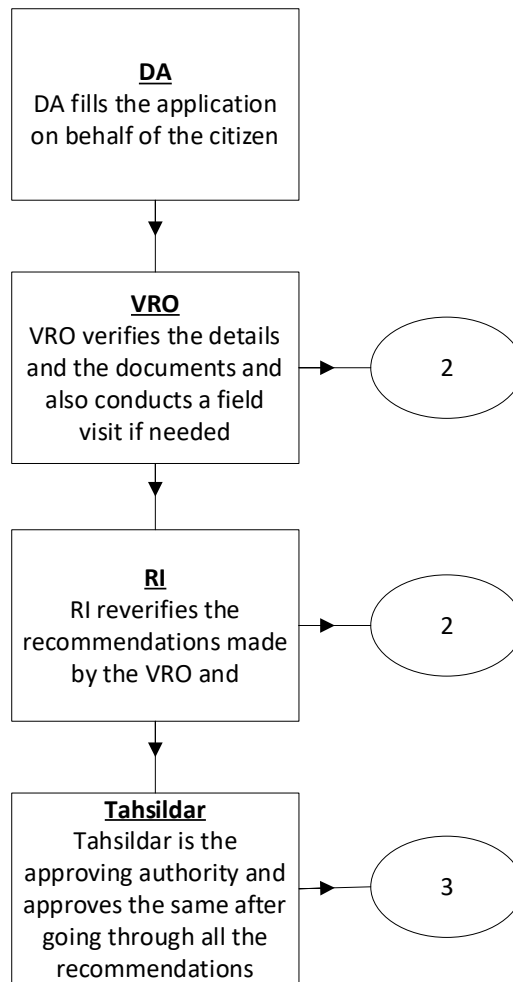 DA
DA fills the application
on behalf of the citizen
VRO
VRO verifies the details
and the documents and
also conducts a field
visit if needed
2
RI
RI reverifies the
recommendations made
by the VRO and
2
Tahsildar
Tahsildar is the
approving authority and
approves the same after
going through all the
recommendations
3